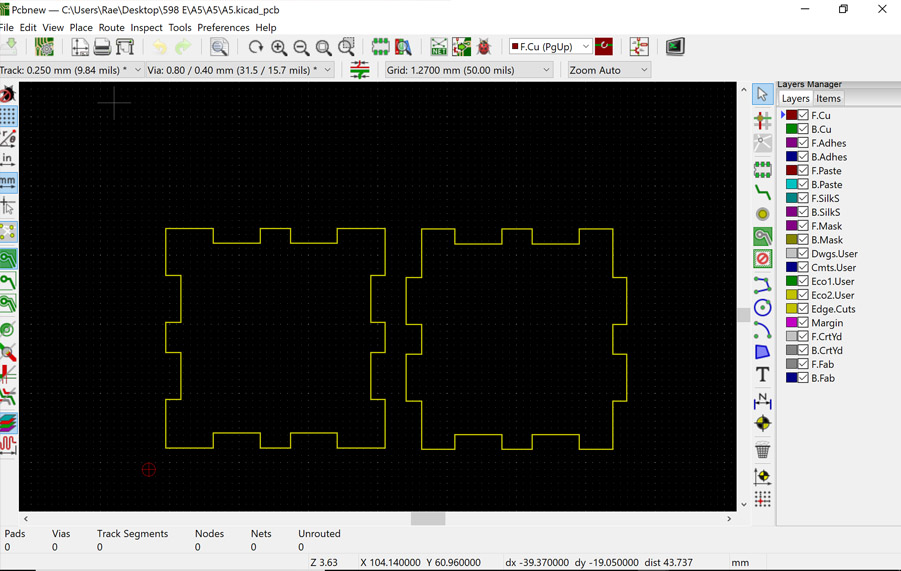 Pcbnew — C:\Users\Rae\Desktop\598 E\A5\A5\A5.kicad_pcb
File Edit View Place Route Inspect Tools Preferences Help
NET F.Cu (PgUp)
Track: 0.250 mm (9.84 mils) * Via: 0.80 / 0.40 mm (31.5 / 15.7 mils) * Grid: 1.2700 mm (50.00 mils) Zoom Auto
Layers Manager
Layers Items
in
mm
F.Cu
B.Cu
F.Adhes
B.Adhes
F.Paste
B.Paste
F.SilkS
B.SilkS
F.Mask
B.Mask
Dwgs.User
Cmts.User
Eco1.User
Eco2.User
Edge.Cuts
Margin
F.CrtYd
B.CrtYd
F.Fab
B.Fab
T
N
Pads Vias Track Segments Nodes Nets Unrouted
0 0 0 0 0 0
Z 3.63 X 104.140000 Y 60.960000 dx -39.370000 dy -19.050000 dist 43.737 mm